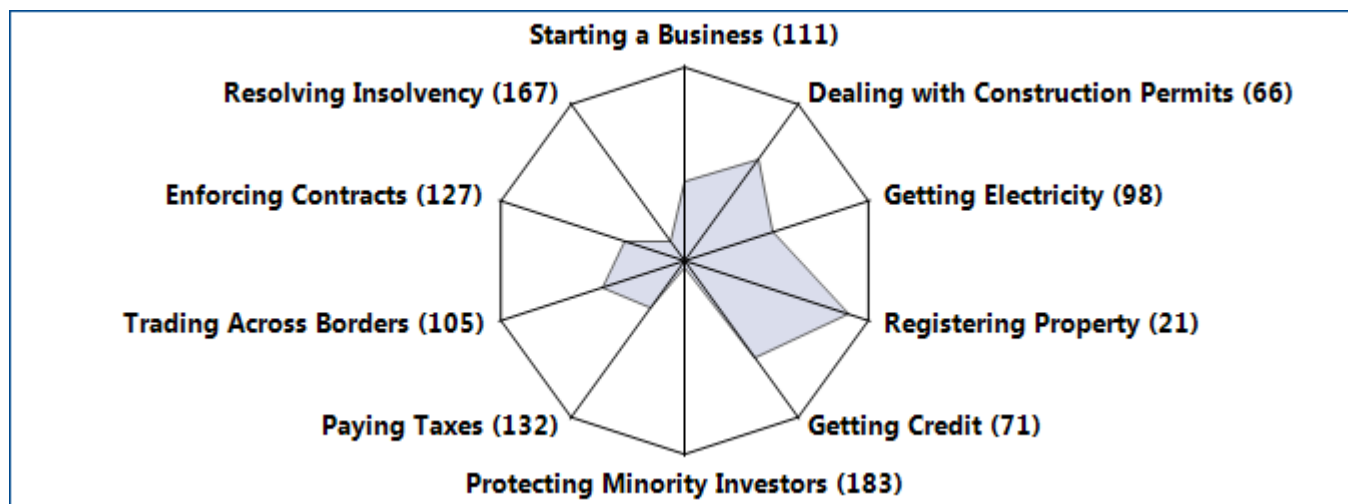 Starting a Business (111)
Resolving Insolvency (167)
Dealing with Construction Permits (66)
Enforcing Contracts (127)
Getting Electricity (98)
Trading Across Borders (105)
Registering Property (21)
Paying Taxes (132)
Getting Credit (71)
Protecting Minority Investors (183)